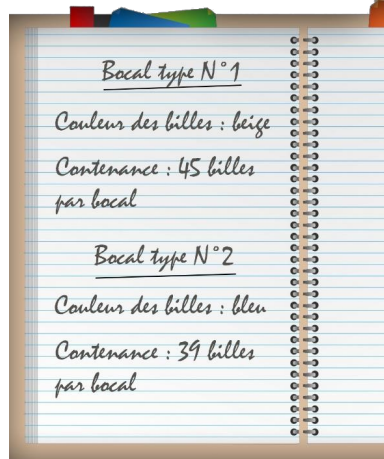 Bocal type N°1
Couleur des billes : beige
Contenance : 45 billes
par bocal
Bocal type N°2
Couleur des billes : bleu
Contenance : 39 billes
par bocal